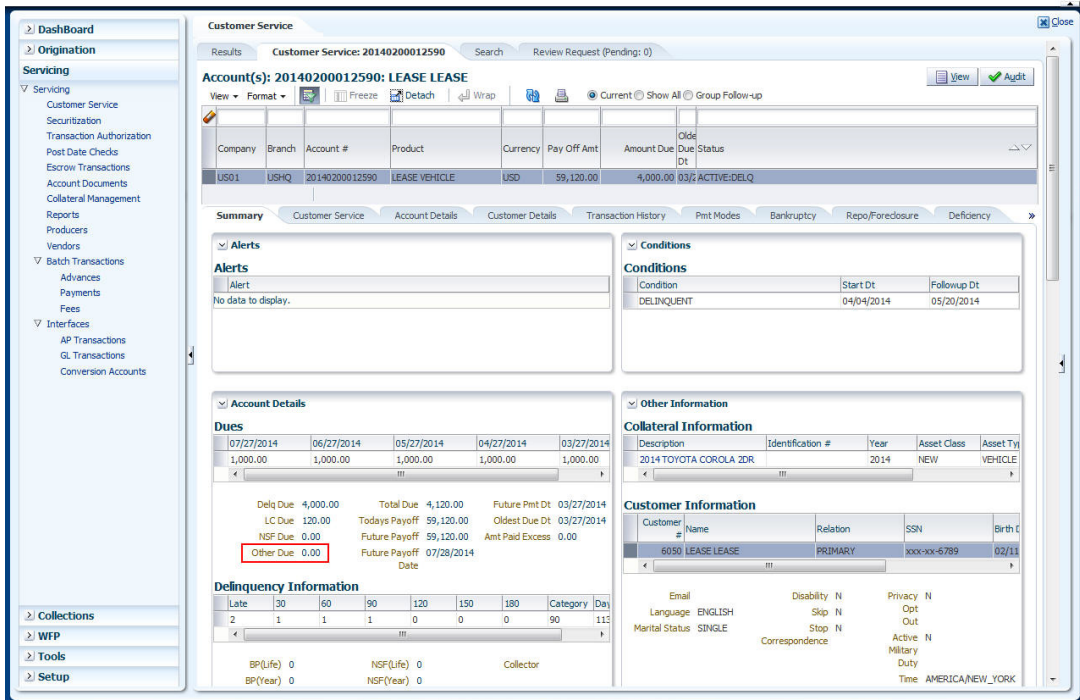 Close
DashBoard
Origination
Servicing
Servicing
Customer Service
Securitization
Transaction Authorization
Post Date Checks
Escrow Transactions
Account Documents
Collateral Management
Reports
Producers
Vendors
Batch Transactions
Advances
Payments
Fees
Interfaces
AP Transactions
GL Transactions
Conversion Accounts
Collections
WFP
Tools
Setup
Customer Service
Results Customer Service: 20140200012590 Search Review Request (Pending: 0)
Account(s): 20140200012590: LEASE LEASE
View Audit
View Format Freeze Detach Wrap Current Show All Group Follow-up
Company Branch Account # Product Currency Pay Off Amt Amount Due Olde Due Dt Status
US01 USHQ 20140200012590 LEASE VEHICLE USD 59,120.00 4,000.00 03/2 ACTIVE:DELQ
Summary Customer Service Account Details Customer Details Transaction History Pmt Modes Bankruptcy Repo/Foreclosure Deficiency »
Alerts
Alerts
Alert
No data to display.
Conditions
Conditions
Condition Start Dt Followup Dt
DELINQUENT 04/04/2014 05/20/2014
Account Details
Dues
07/27/2014 06/27/2014 05/27/2014 04/27/2014 03/27/2014
1,000.00 1,000.00 1,000.00 1,000.00 1,000.00
Delq Due 4,000.00 Total Due 4,120.00 Future Pmt Dt 03/27/2014
LC Due 120.00 Todays Payoff 59,120.00 Oldest Due Dt 03/27/2014
NSF Due 0.00 Future Payoff 59,120.00 Amt Paid Excess 0.00
Other Due 0.00 Future Payoff 07/28/2014
Date
Delinquency Information
Late 30 60 90 120 150 180 Category Day
2 1 1 1 0 0 0 90 113
BP(Life) 0 NSF(Life) 0 Collector
BP(Year) 0 NSF(Year) 0
Other Information
Collateral Information
Description Identification # Year Asset Class Asset Typ
2014 TOYOTA COROLA 2DR 2014 NEW VEHICLE
Customer Information
Customer # Name Relation SSN Birth D
6050 LEASE LEASE PRIMARY xxx-xx-6789 02/11
Email Disability N Privacy N
Opt
Out
Language ENGLISH Skip N
Marital Status SINGLE Stop N
Correspondence
Active N
Military
Duty
Time AMERICA/NEW_YORK